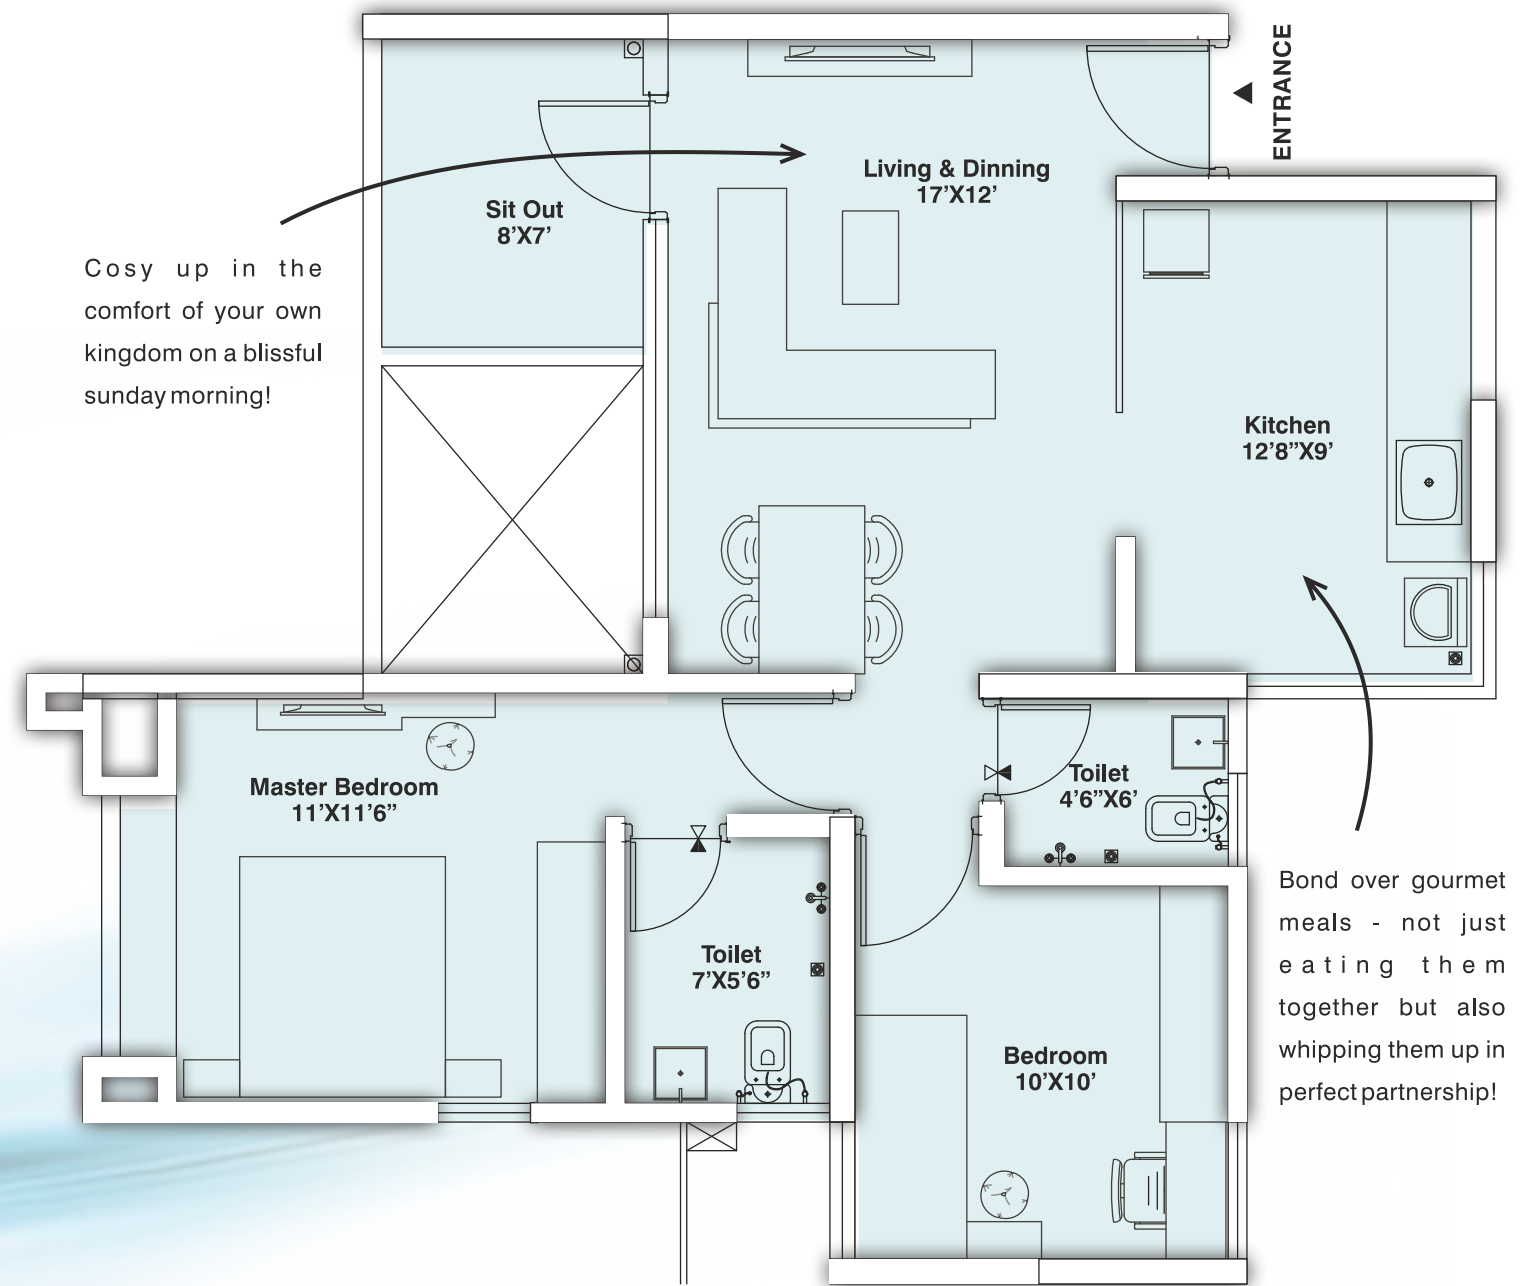 ENTRANCE
Living & Dinning
17’X12’
Sit Out
8’X7’
Cosy up in the
comfort of your own
kingdom on a blissful
sunday morning!
Kitchen
12’8”X9’
Master Bedroom
11’X11’6”
Toilet
4’6”X6’
Toilet
7’X5’6”
Bedroom
10’X10’
Bond over gourmet
meals - not just
eating them
together but also
whipping them up in
perfect partnership!